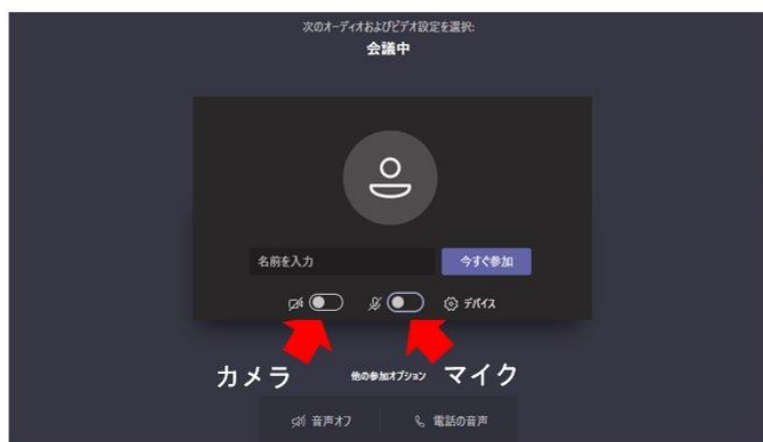 次のオーディオおよびビデオ設定を選択:
会議中
名前を入力
今すぐ参加
デバイス
カメラ
他の参加オプション
マイク
音声オフ
電話の音声